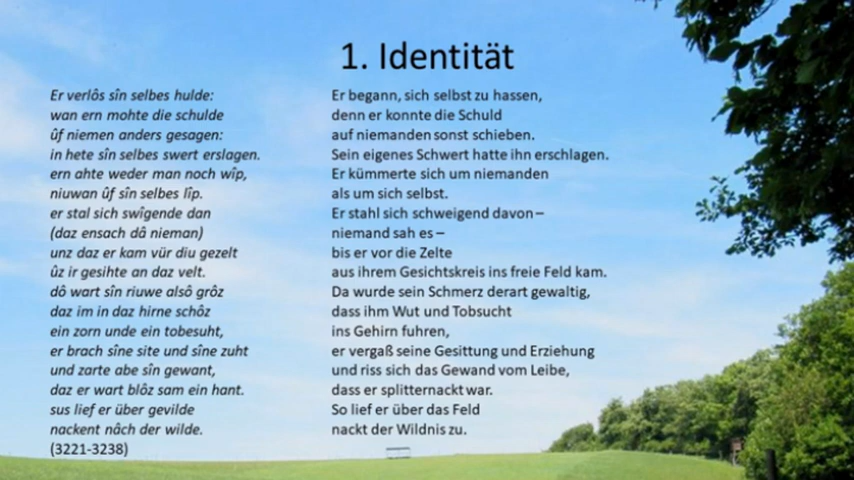 1. Identität
Er verlôs sîn selbes hulde:
wan ern mohte die schulde
ûf niemen anders gesagen:
in hete sîn selbes swert erslagen.
ern ahte weder man noch wîp,
niuwan ûf sîn selbes lîp.
er stal sich swîgende dan
(daz ensach dâ nieman)
unz daz er kam vür diu gezelt
ûz ir gesihte an daz velt.
dô wart sîn riuwe alsô grôz
daz im in daz hirne schôz
ein zorn unde ein tobesuht,
er brach sîne site und sîne zuht
und zarte abe sîn gewant,
daz er wart blôz sam ein hant.
sus lief er über gevilde
nackent nâch der wilde.
(3221-3238)
Er begann, sich selbst zu hassen,
denn er konnte die Schuld
auf niemanden sonst schieben.
Sein eigenes Schwert hatte ihn erschlagen.
Er kümmerte sich um niemanden
als um sich selbst.
Er stahl sich schweigend davon –
niemand sah es –
bis er vor die Zelte
aus ihrem Gesichtskreis ins freie Feld kam.
Da wurde sein Schmerz derart gewaltig,
dass ihm Wut und Tobsucht
ins Gehirn fuhren,
er vergaß seine Gesittung und Erziehung
und riss sich das Gewand vom Leibe,
dass er splitternackt war.
So lief er über das Feld
nackt der Wildnis zu.